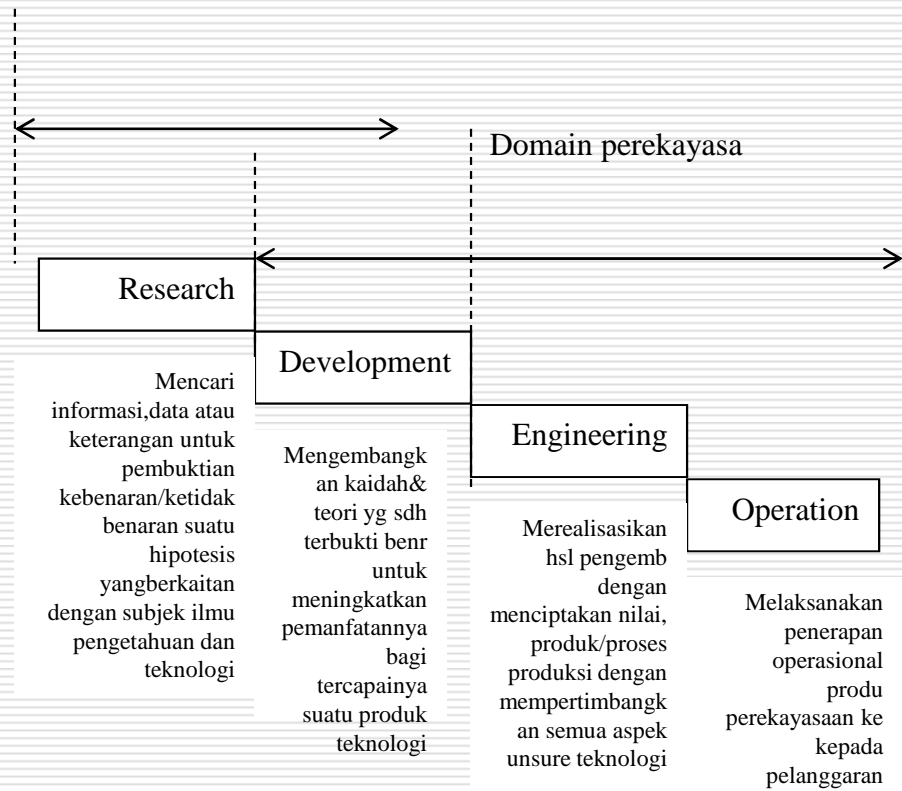 Domain perekayasa
Research
Mencari
informasi,data atau
keterangan untuk
pembuktian
kebenaran/ketidak
benaran suatu
hipotesis
yangberkaitan
dengan subjek ilmu
pengetahuan dan
teknologi
Development
Mengembangk
an kaidah&
teori yg sdh
terbukti benr
untuk
meningkatkan
pemanfatannya
bagi
tercapainya
suatu produk
teknologi
Engineering
Merealisasikan
hsl pengemb
dengan
menciptakan nilai,
produk/proses
produksi dengan
mempertimbangk
an semua aspek
unsure teknologi
Operation
Melaksanakan
penerapan
operasional
produ
perekayasaan ke
kepada
pelanggaran